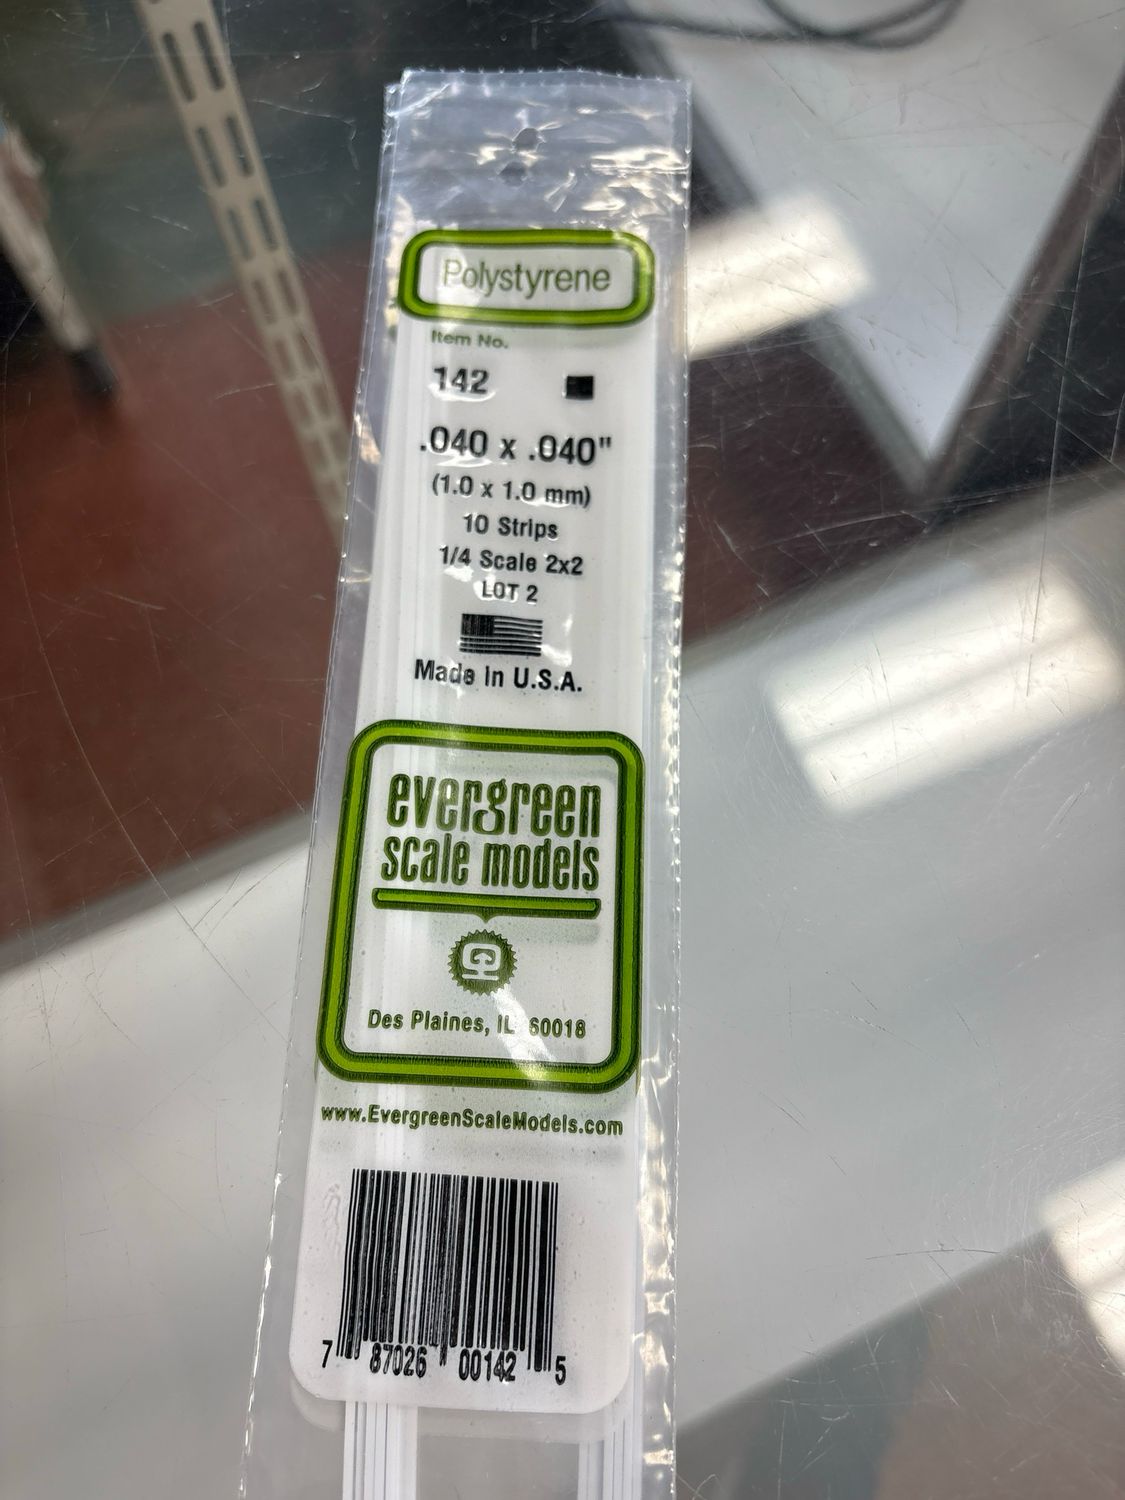 Polystyrene
Item No.
142
.040 x .040"
(1.0 x 1.0 mm)
10 Strips
1/4 Scale 2x2
LOT 2
Made in U.S.A.
evergreen
scale models
Des Plaines, IL 60018
www.EvergreenScaleModels.com
7 87026 00142 5